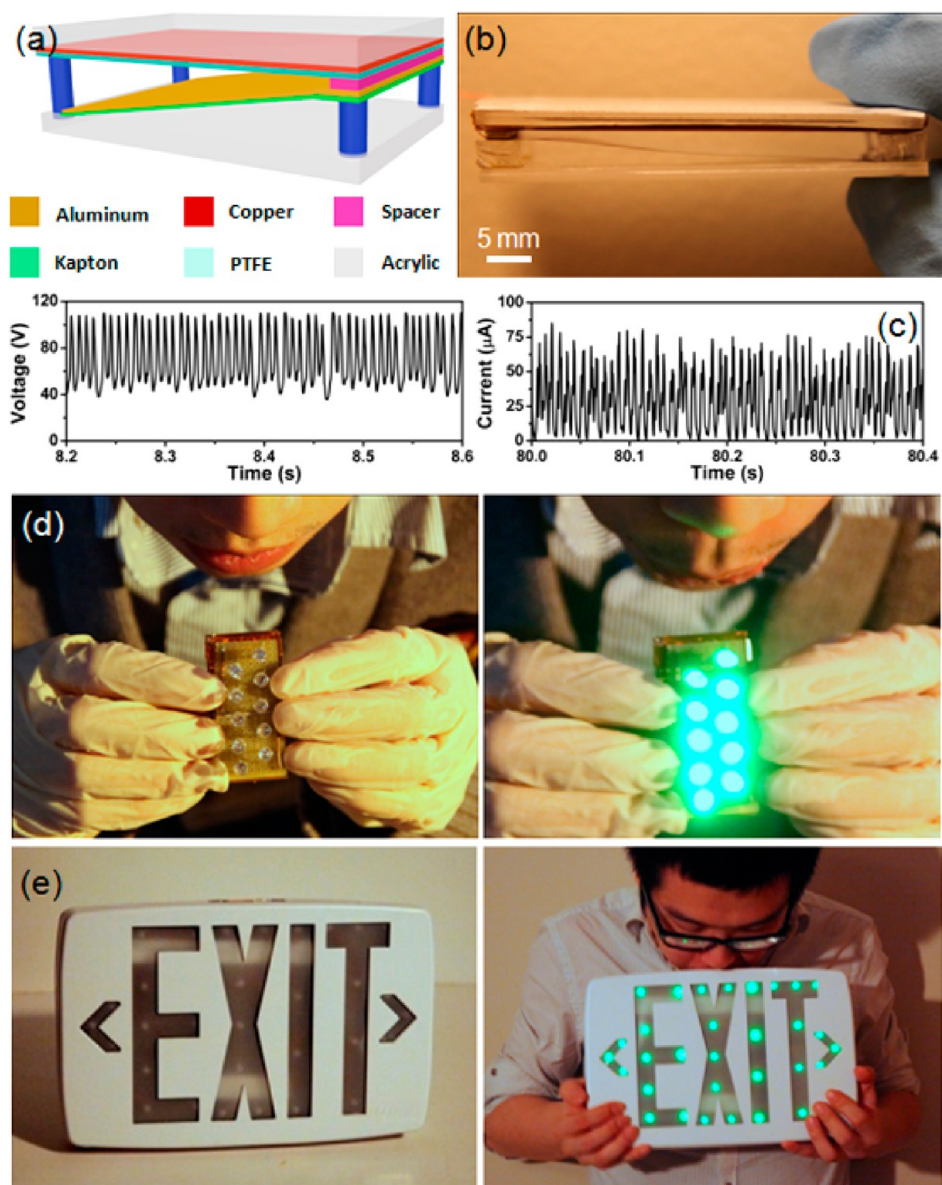 (a)
(b)
Aluminum
Copper
Spacer
Kapton
PTFE
Acrylic
5 mm
120
80
40
0
Voltage (V)
8.2 8.3 8.4 8.5 8.6
Time (s)
100
75
50
25
0
Current (µA)
(c)
80.0 80.1 80.2 80.3 80.4
Time (s)
(d)
(e)
< EXIT >
< EXIT >